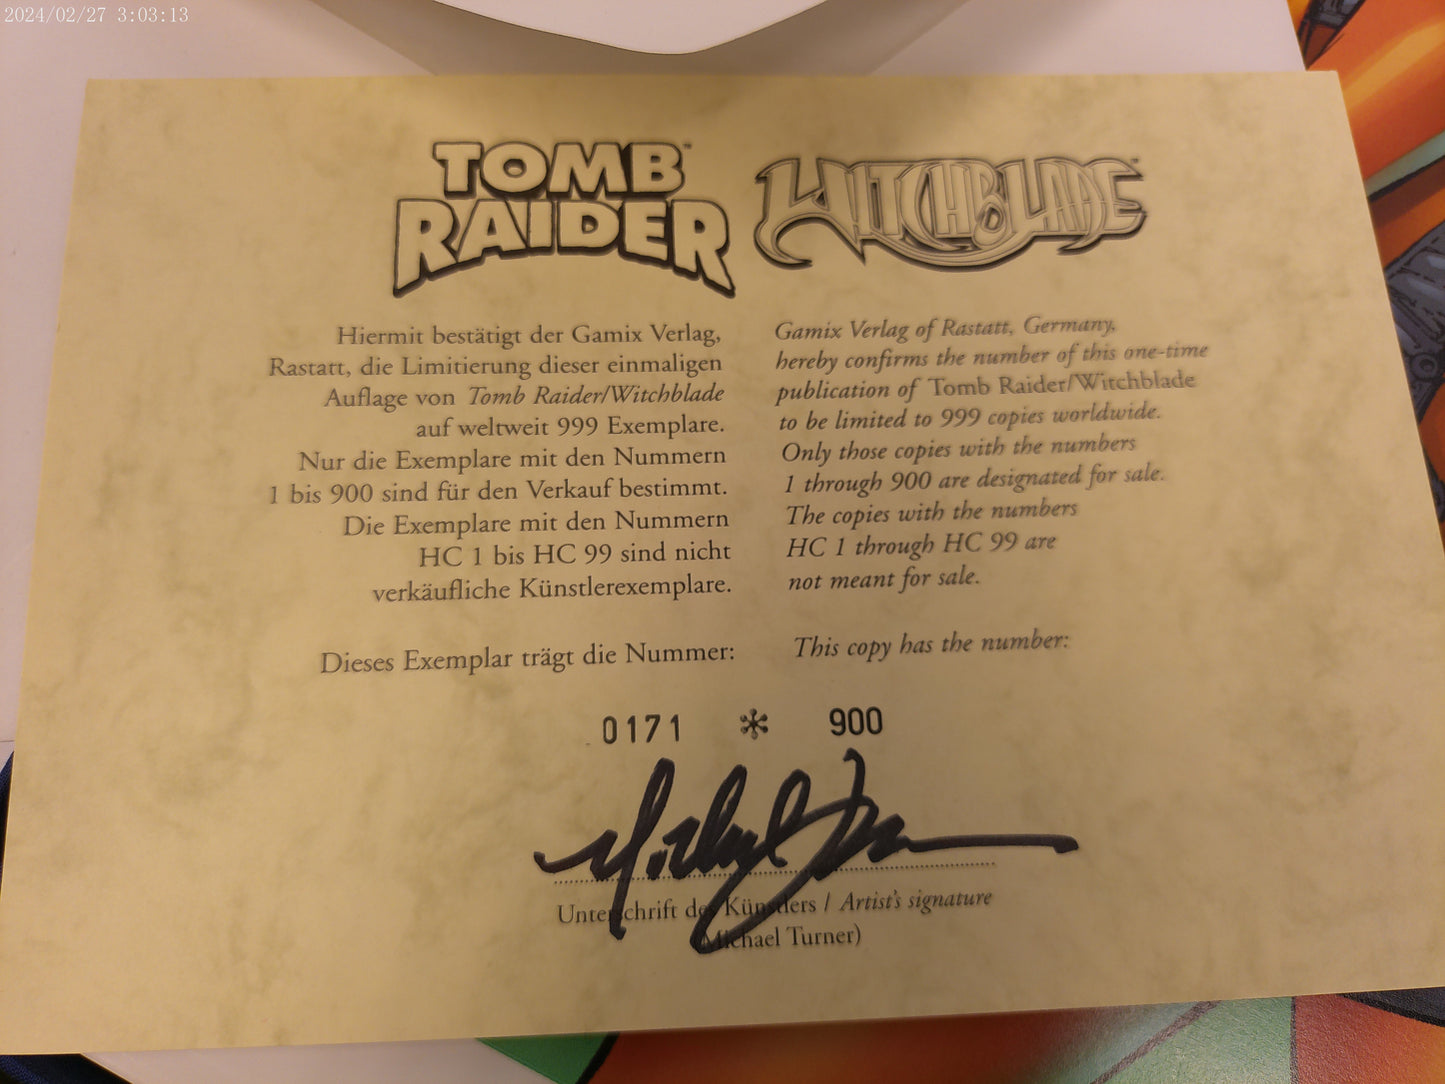 2024/02/27 3:03:13
TOMB RAIDER™
WITCHBLADE
Hiermit bestätigt der Gamix Verlag,
Rastatt, die Limitierung dieser einmaligen
Auflage von Tomb Raider/Witchblade
auf weltweit 999 Exemplare.
Nur die Exemplare mit den Nummern
1 bis 900 sind für den Verkauf bestimmt.
Die Exemplare mit den Nummern
HC 1 bis HC 99 sind nicht
verkäufliche Künstlerexemplare.
Dieses Exemplar trägt die Nummer:
Gamix Verlag of Rastatt, Germany,
hereby confirms the number of this one-time
publication of Tomb Raider/Witchblade
to be limited to 999 copies worldwide.
Only those copies with the numbers
1 through 900 are designated for sale.
The copies with the numbers
HC 1 through HC 99 are
not meant for sale.
This copy has the number:
0171 * 900
Unterschrift des Künstlers / Artist's signature
(Michael Turner)